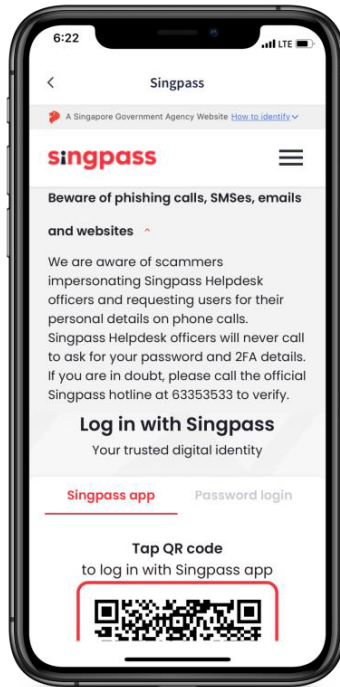 6:22
LTE
Singpass
A Singapore Government Agency Website How to identify
singpass
Beware of phishing calls, SMSes, emails
and websites
We are aware of scammers
impersonating Singpass Helpdesk
officers and requesting users for their
personal details on phone calls.
Singpass Helpdesk officers will never call
to ask for your password and 2FA details.
If you are in doubt, please call the official
Singpass hotline at 63353533 to verify.
Log in with Singpass
Your trusted digital identity
Singpass app Password login
Tap QR code
to log in with Singpass app